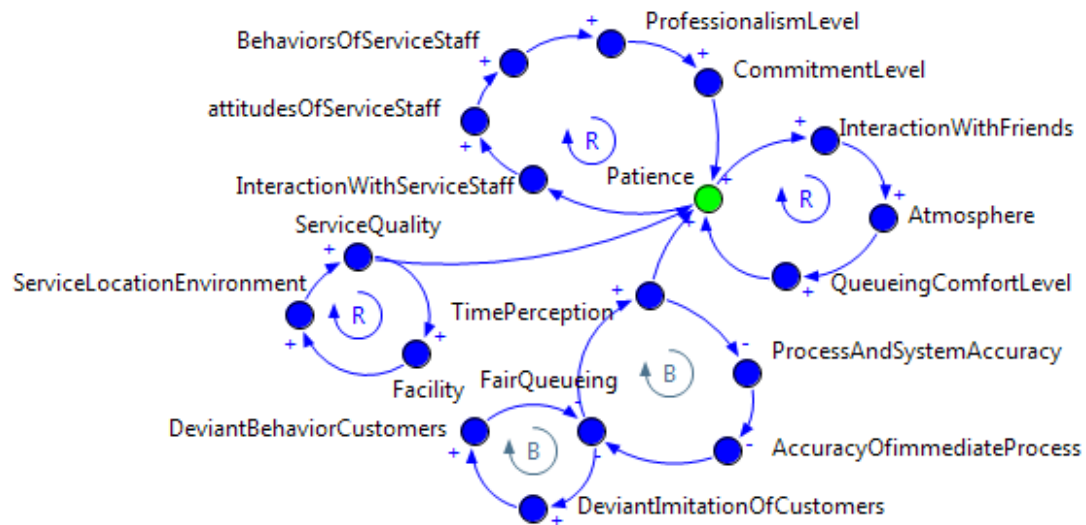 ProfessionalismLevel
BehaviorsOfServiceStaff
CommitmentLevel
attitudesOfServiceStaff
InteractionWithFriends
R
Patience
InteractionWithServiceStaff
R
Atmosphere
ServiceQuality
ServiceLocationEnvironment
QueueingComfortLevel
TimePerception
R
ProcessAndSystemAccuracy
Facility
FairQueueing
B
DeviantBehaviorCustomers
B
AccuracyOfimmediateProcess
DeviantImitationOfCustomers